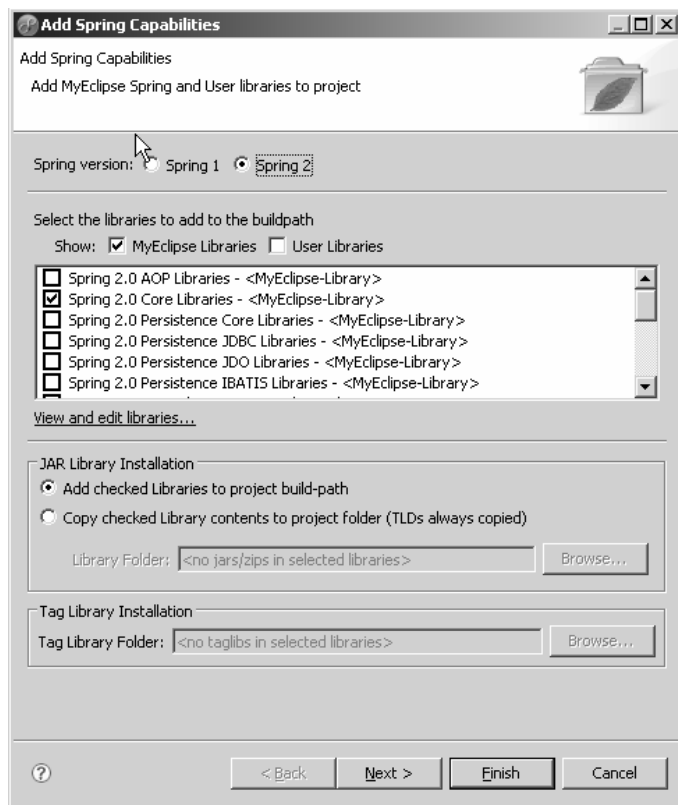 Add Spring Capabilities
Add Spring Capabilities
Add MyEclipse Spring and User libraries to project
Spring version: Spring 1 Spring 2
Select the libraries to add to the buildpath
Show: MyEclipse Libraries User Libraries
Spring 2.0 AOP Libraries - <MyEclipse-Library>
Spring 2.0 Core Libraries - <MyEclipse-Library>
Spring 2.0 Persistence Core Libraries - <MyEclipse-Library>
Spring 2.0 Persistence JDBC Libraries - <MyEclipse-Library>
Spring 2.0 Persistence JDO Libraries - <MyEclipse-Library>
Spring 2.0 Persistence IBATIS Libraries - <MyEclipse-Library>
View and edit libraries...
JAR Library Installation
Add checked Libraries to project build-path
Copy checked Library contents to project folder (TLDs always copied)
Library Folder: <no jars/zips in selected libraries> Browse...
Tag Library Installation
Tag Library Folder: <no taglibs in selected libraries> Browse...
? < Back Next > Finish Cancel